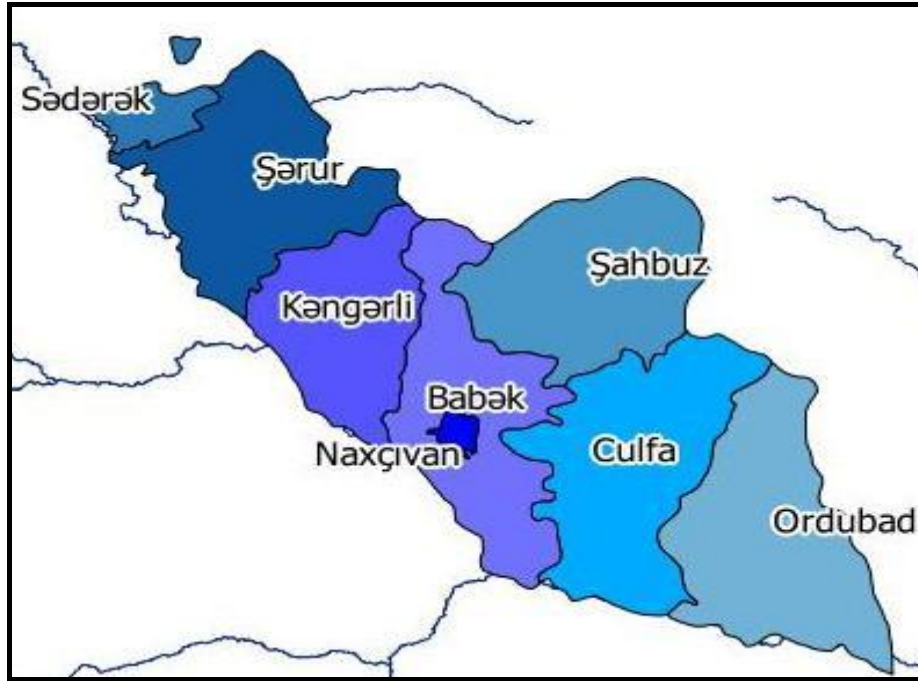 Sədərək
Şərur
Şahbuz
Kəngərli
Babək
Naxçıvan
Culfa
Ordubad